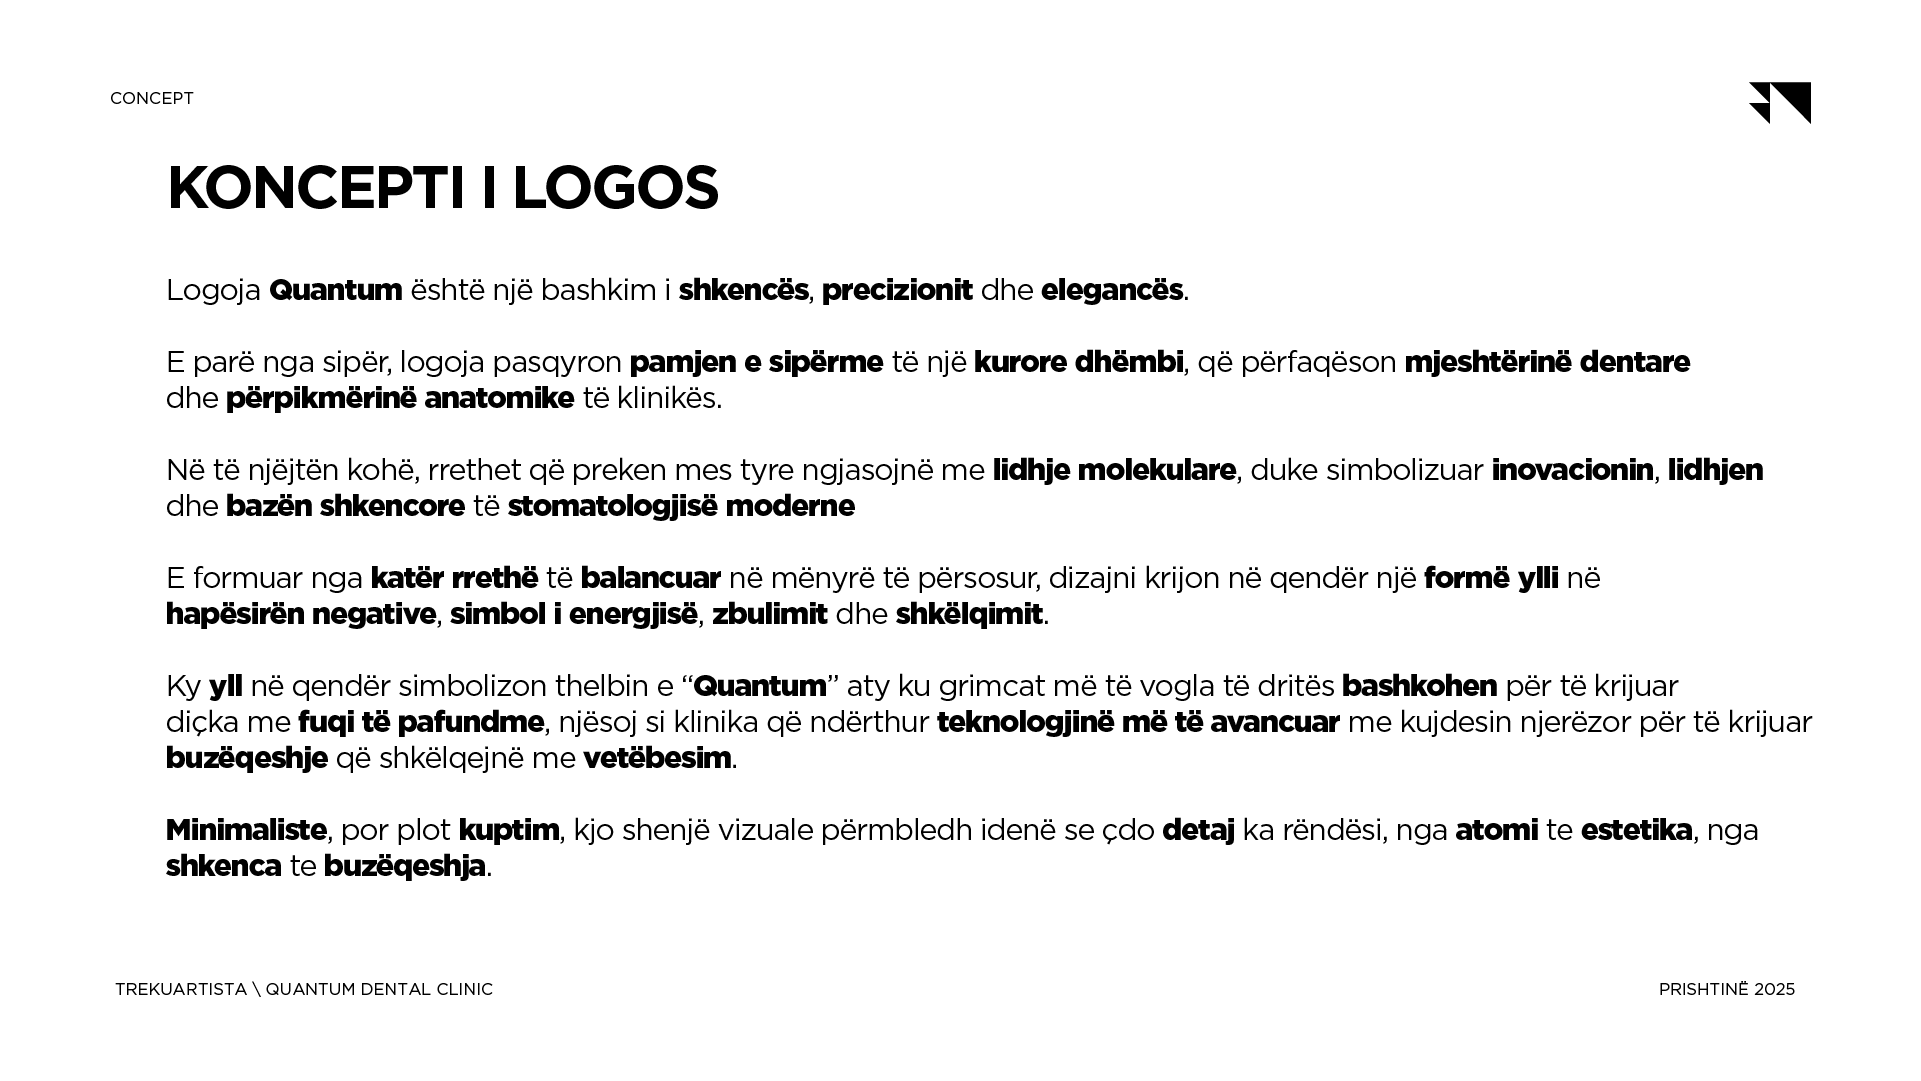 CONCEPT
KONCEPTI I LOGOS
Logoja Quantum është një bashkim i shkencës, precizionit dhe elegancës.
E parë nga sipër, logoja pasqyron pamjen e sipërme të një kurore dhëmbi, që përfaqëson mjeshtërinë dentare
dhe përpikmërinë anatomike të klinikës.
Në të njëjtën kohë, rrethet që preken mes tyre ngjasojnë me lidhje molekulare, duke simbolizuar inovacionin, lidhjen
dhe bazën shkencore të stomatologjisë moderne
E formuar nga katër rrethë të balancuar në mënyrë të përsosur, dizajni krijon në qendër një formë ylli në
hapësirën negative, simbol i energjisë, zbulimit dhe shkëlqimit.
Ky yll në qendër simbolizon thelbin e “Quantum” aty ku grimcat më të vogla të dritës bashkohen për të krijuar
diçka me fuqi të pafundme, njësoj si klinika që ndërthur teknologjinë më të avancuar me kujdesin njerëzor për të krijuar
buzëqeshje që shkëlqejnë me vetëbesim.
Minimaliste, por plot kuptim, kjo shenjë vizuale përmbledh idenë se çdo detaj ka rëndësi, nga atomi te estetika, nga
shkenca te buzëqeshja.
TREKUARTISTA \ QUANTUM DENTAL CLINIC
PRISHTINË 2025